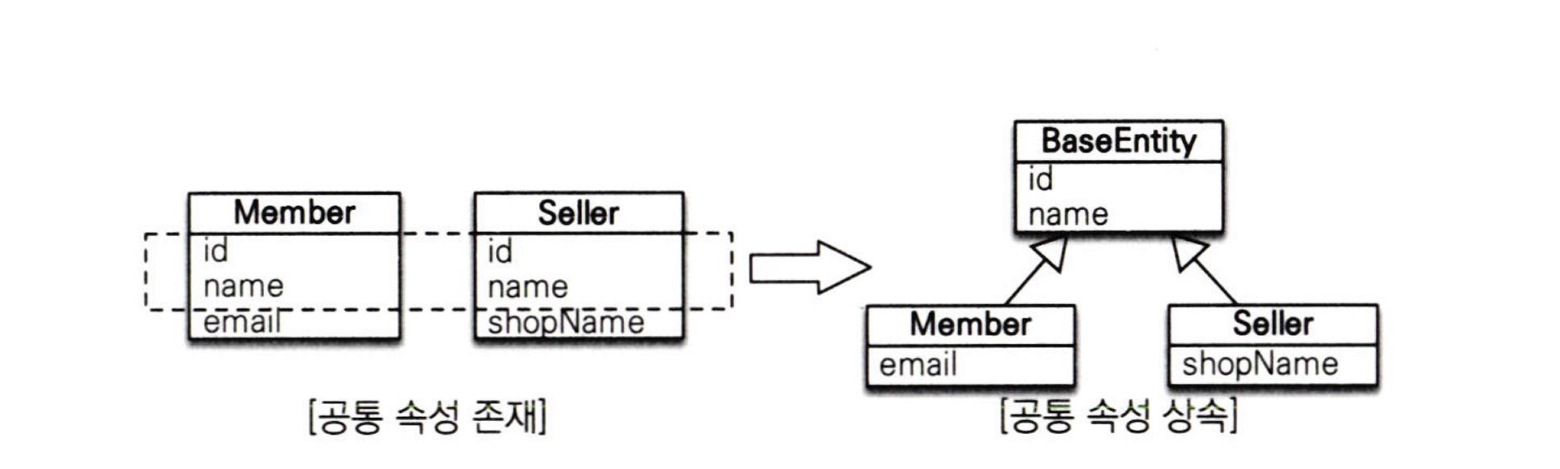 Member
id
name
email
Seller
id
name
shopName
[공통 속성 존재]
BaseEntity
id
name
Member
email
Seller
shopName
[공통 속성 상속]